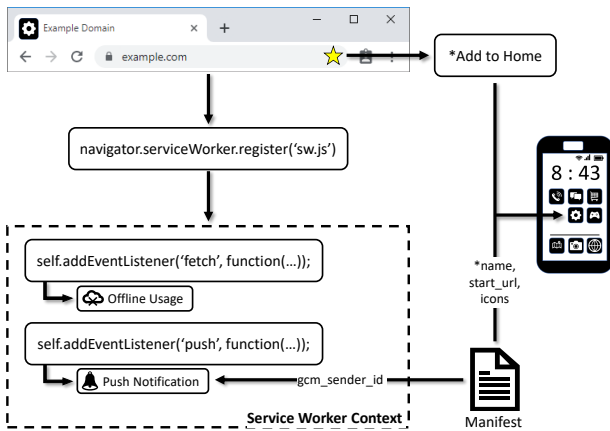 Example Domain
example.com
*Add to Home
navigator.serviceWorker.register(‘sw.js’)
8 : 43
self.addEventListener(‘fetch’, function(…));
Offline Usage
*name,
start_url,
icons
self.addEventListener(‘push’, function(…));
Push Notification
gcm_sender_id
Service Worker Context
Manifest